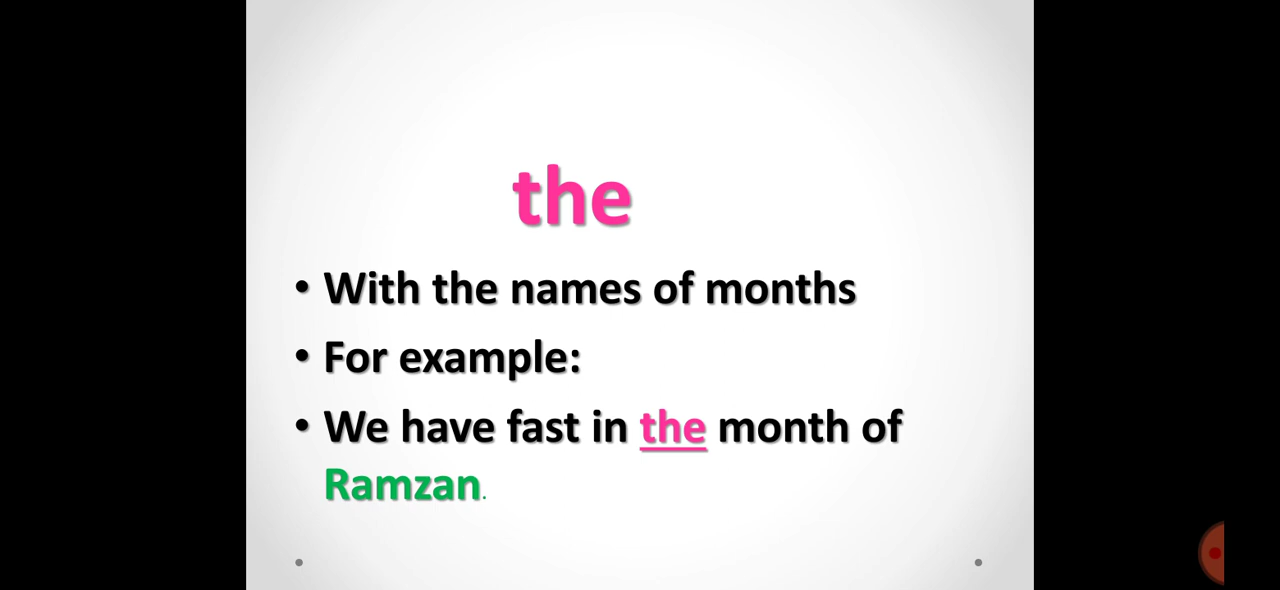 the
• With the names of months
• For example:
• We have fast in the month of
Ramzan.